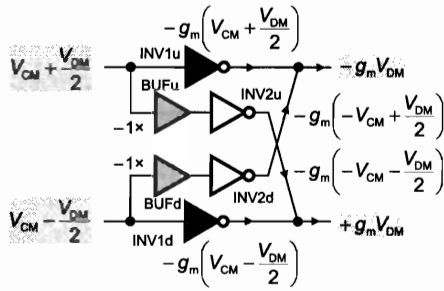 -g_m(V_CM + V_DM/2)
V_CM + V_DM/2
INV1u
-g_m V_DM
BUFu
INV2u
-1×
-g_m(-V_CM + V_DM/2)
-1×
-g_m(-V_CM - V_DM/2)
BUFd
INV2d
V_CM - V_DM/2
INV1d
+g_m V_DM
-g_m(V_CM - V_DM/2)